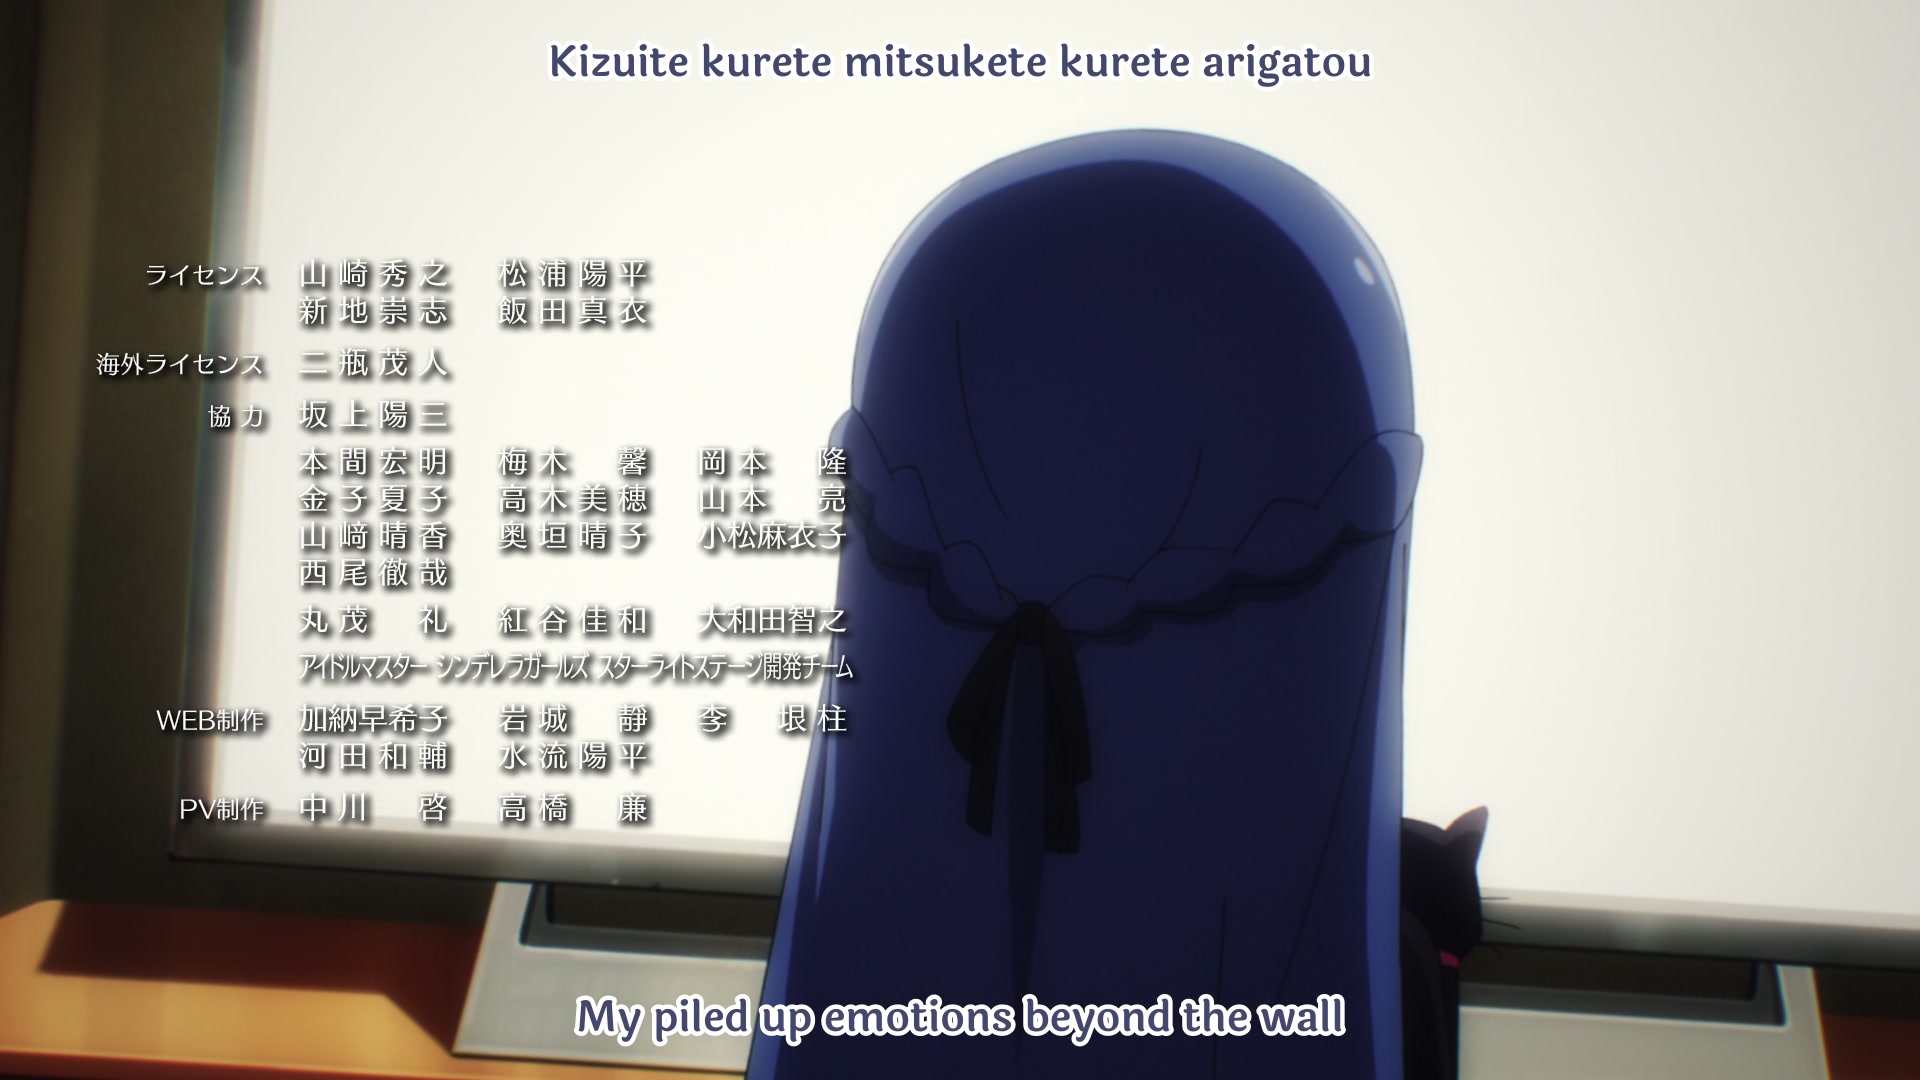 Kizuite kurete mitsukete kurete arigatou
ライセンス 山崎秀之 松浦陽平
新地崇志 飯田真衣
海外ライセンス 二瓶茂人
協力 坂上陽三
本間宏明 梅木馨 岡本隆
金子夏子 高木美穂 山本亮
山﨑晴香 奥垣晴子 小松麻衣子
西尾徹哉
丸茂礼 紅谷佳和 大和田智之
アイドルマスター シンデレラガールズ スターライトステージ開発チーム
WEB制作 加納早希子 岩城靜 李垠柱
河田和輔 水流陽平
PV制作 中川啓 高橋廉
My piled up emotions beyond the wall